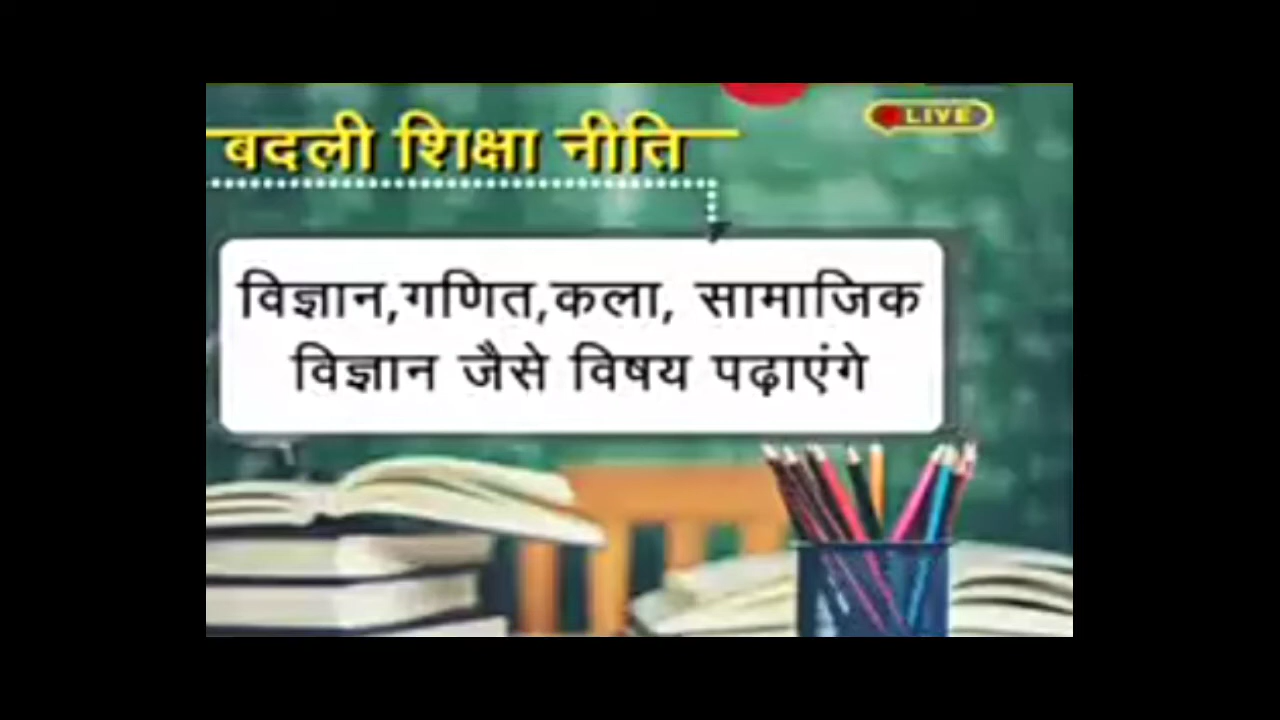 बदली शिक्षा नीति
LIVE
विज्ञान,गणित,कला, सामाजिक
विज्ञान जैसे विषय पढ़ाएंगे